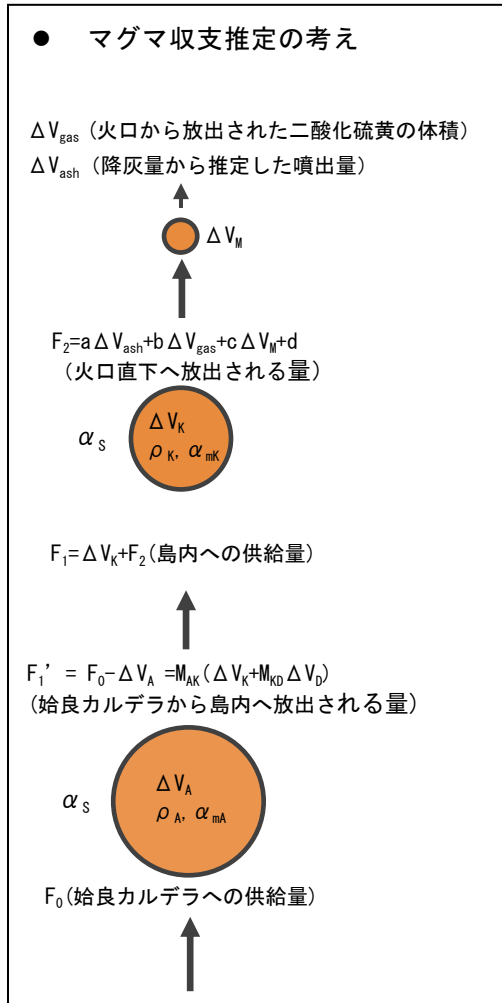 ● マグマ収支推定の考え
ΔVgas (火口から放出された二酸化硫黄の体積)
ΔVash (降灰量から推定した噴出量)
ΔVM
F2=aΔVash+bΔVgas+cΔVM+d
(火口直下へ放出される量)
αS
ΔVK
ρK, αmK
F1=ΔVK+F2(島内への供給量)
F1’ = F0-ΔVA =MAK(ΔVK+MKDΔVD)
(姶良カルデラから島内へ放出される量)
αS
ΔVA
ρA, αmA
F0(姶良カルデラへの供給量)